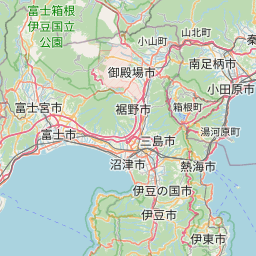 富士箱根
伊豆国立
公園
山北町
小山町
秦
御殿場市
南足柄市
小田原市
富士宮市
裾野市
箱根町
富士市
湯河原町
三島市
沼津市
熱海市
伊豆の国市
伊豆市
伊東市